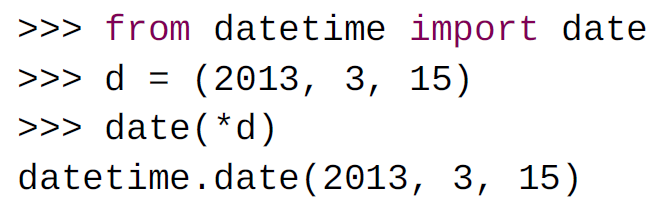 >>> from datetime import date
>>> d = (2013, 3, 15)
>>> date(*d)
datetime.date(2013, 3, 15)